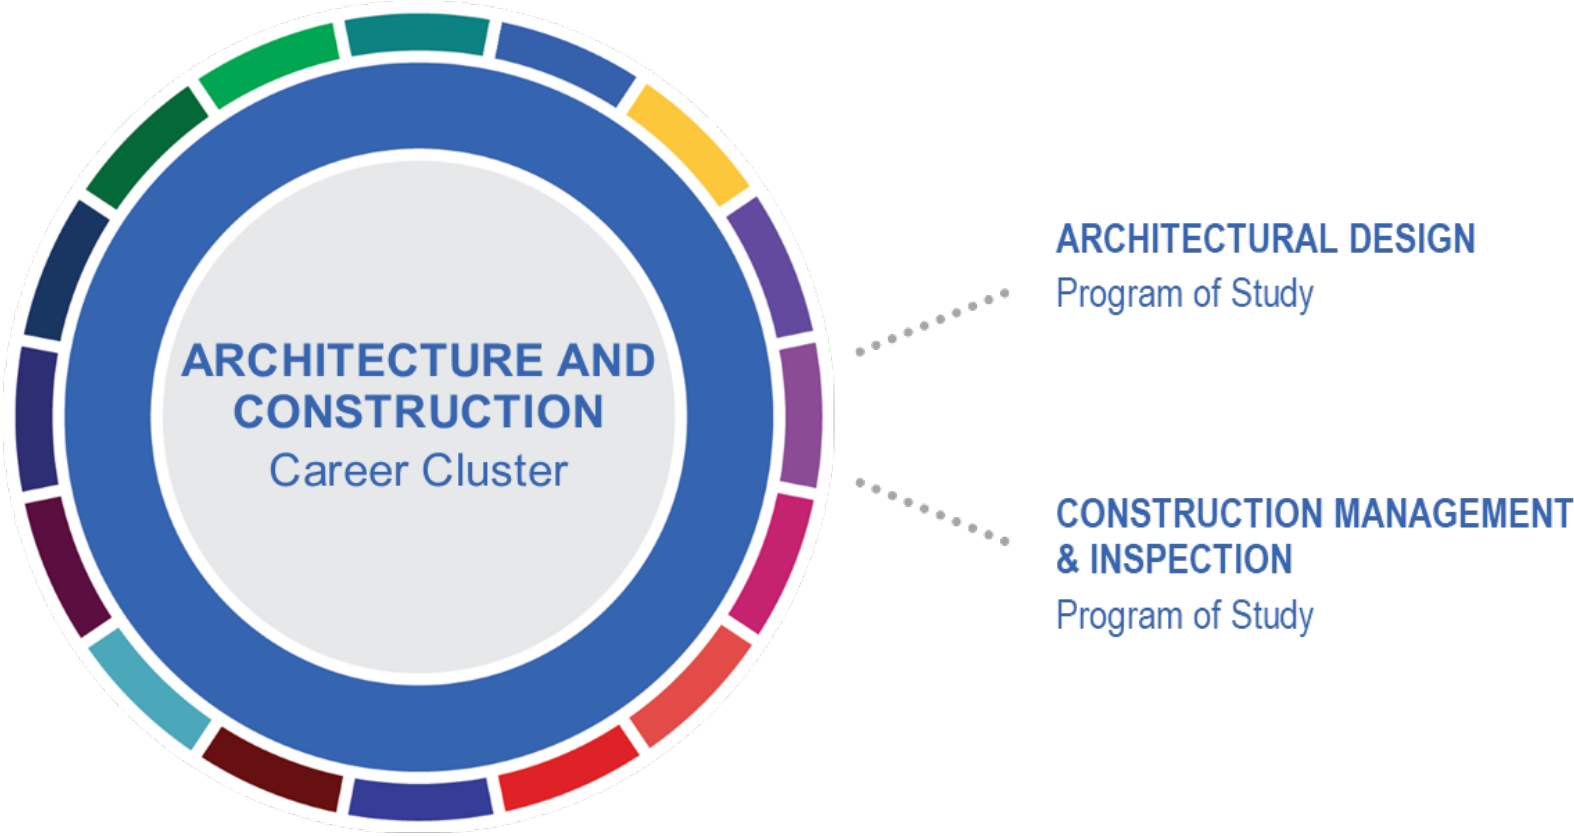 ARCHITECTURE AND
CONSTRUCTION
Career Cluster
ARCHITECTURAL DESIGN
Program of Study
CONSTRUCTION MANAGEMENT
& INSPECTION
Program of Study